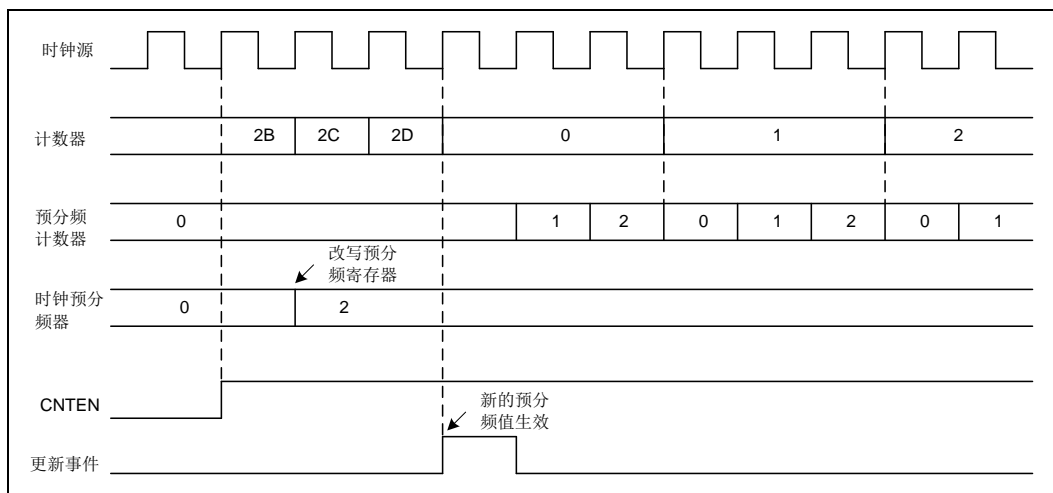 时钟源
计数器
2B 2C 2D 0 1 2
预分频
计数器
0 1 2 0 1 2 0 1
改写预分
频寄存器
时钟预分
频器
0 2
CNTEN
新的预分
频值生效
更新事件